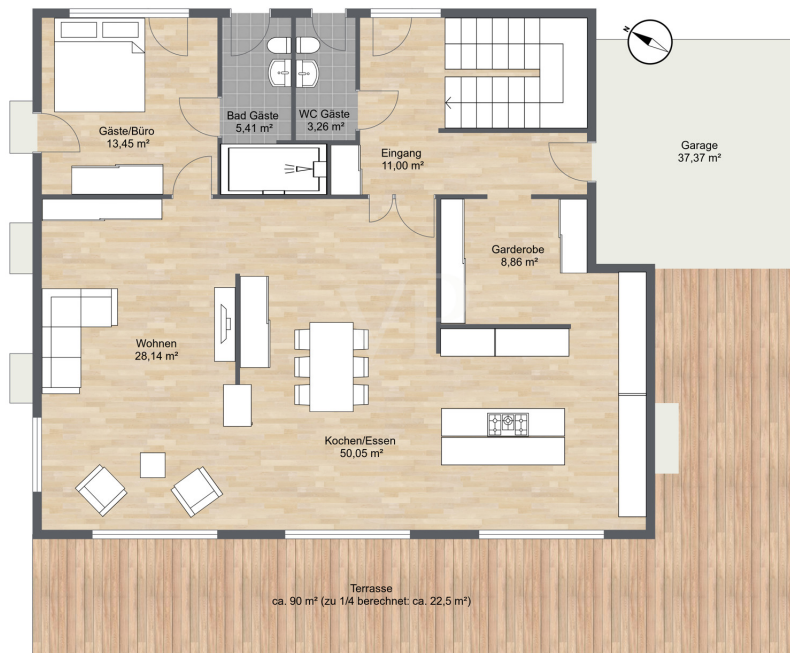 N
Gäste/Büro
13,45 m²
Bad Gäste
5,41 m²
WC Gäste
3,26 m²
Eingang
11,00 m²
Garage
37,37 m²
Garderobe
8,86 m²
Wohnen
28,14 m²
Kochen/Essen
50,05 m²
Terrasse
ca. 90 m² (zu 1/4 berechnet: ca. 22,5 m²)